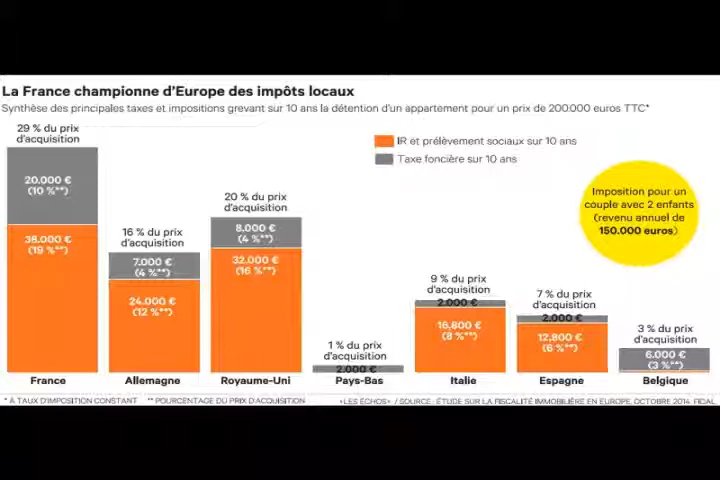 La France championne d'Europe des impôts locaux
Synthèse des principales taxes et impositions grevant sur 10 ans la détention d'un appartement pour un prix de 200.000 euros TTC*
29 % du prix
d'acquisition
20.000 €
(10 %**)
38.000 €
(19 %**)
France
16 % du prix
d'acquisition
7.000 €
(4 %**)
24.000 €
(12 %**)
Allemagne
20 % du prix
d'acquisition
8.000 €
(4 %**)
32.000 €
(16 %**)
Royaume-Uni
1 % du prix
d'acquisition
2.000 €
Pays-Bas
9 % du prix
d'acquisition
2.000 €
16.800 €
(8 %**)
Italie
7 % du prix
d'acquisition
2.000 €
12.800 €
(6 %**)
Espagne
3 % du prix
d'acquisition
6.000 €
(3 %**)
Belgique
IR et prélèvement sociaux sur 10 ans
Taxe foncière sur 10 ans
Imposition pour un
couple avec 2 enfants
(revenu annuel de
150.000 euros)
* À TAUX D'IMPOSITION CONSTANT ** POURCENTAGE DU PRIX D'ACQUISITION
«LES ÉCHOS» / SOURCE : ÉTUDE SUR LA FISCALITÉ IMMOBILIÈRE EN EUROPE, OCTOBRE 2014, FIDAL